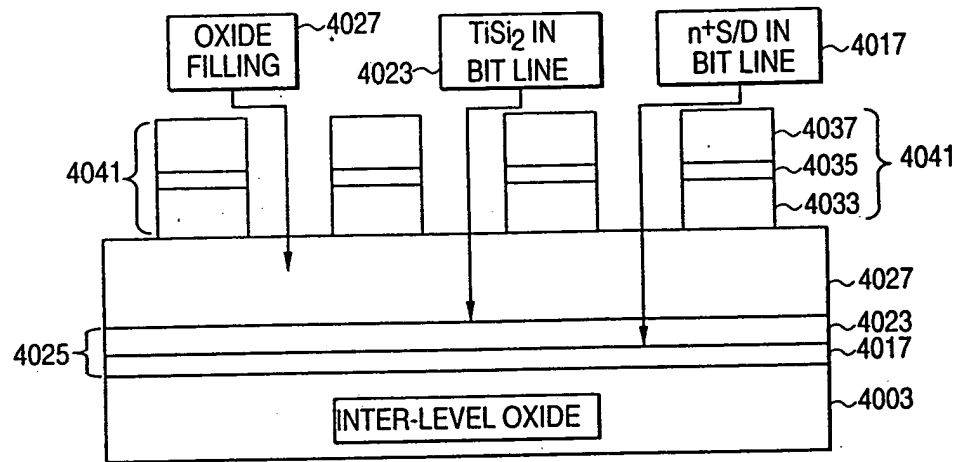 OXIDE
FILLING
4027
TiSi2 IN
BIT LINE
4023
n+S/D IN
BIT LINE
4017
4041
4037
4035
4033
4041
4027
4023
4025
4017
4003
INTER-LEVEL OXIDE